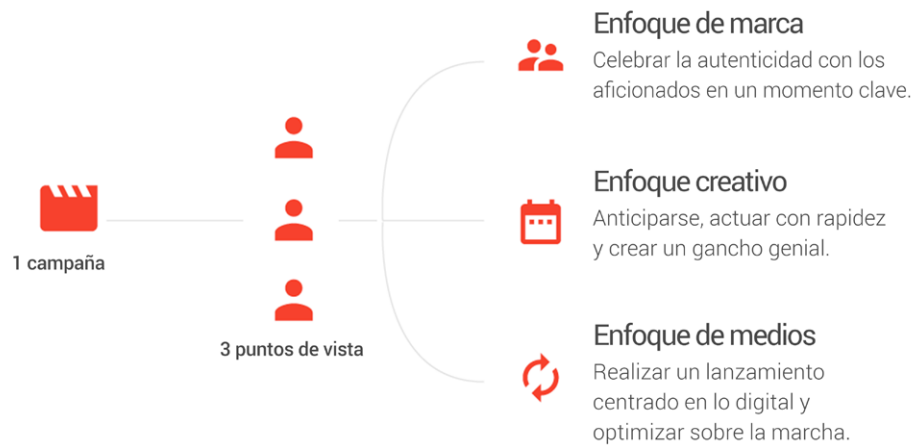 1 campaña
3 puntos de vista
Enfoque de marca
Celebrar la autenticidad con los
aficionados en un momento clave.
Enfoque creativo
Anticiparse, actuar con rapidez
y crear un gancho genial.
Enfoque de medios
Realizar un lanzamiento
centrado en lo digital y
optimizar sobre la marcha.